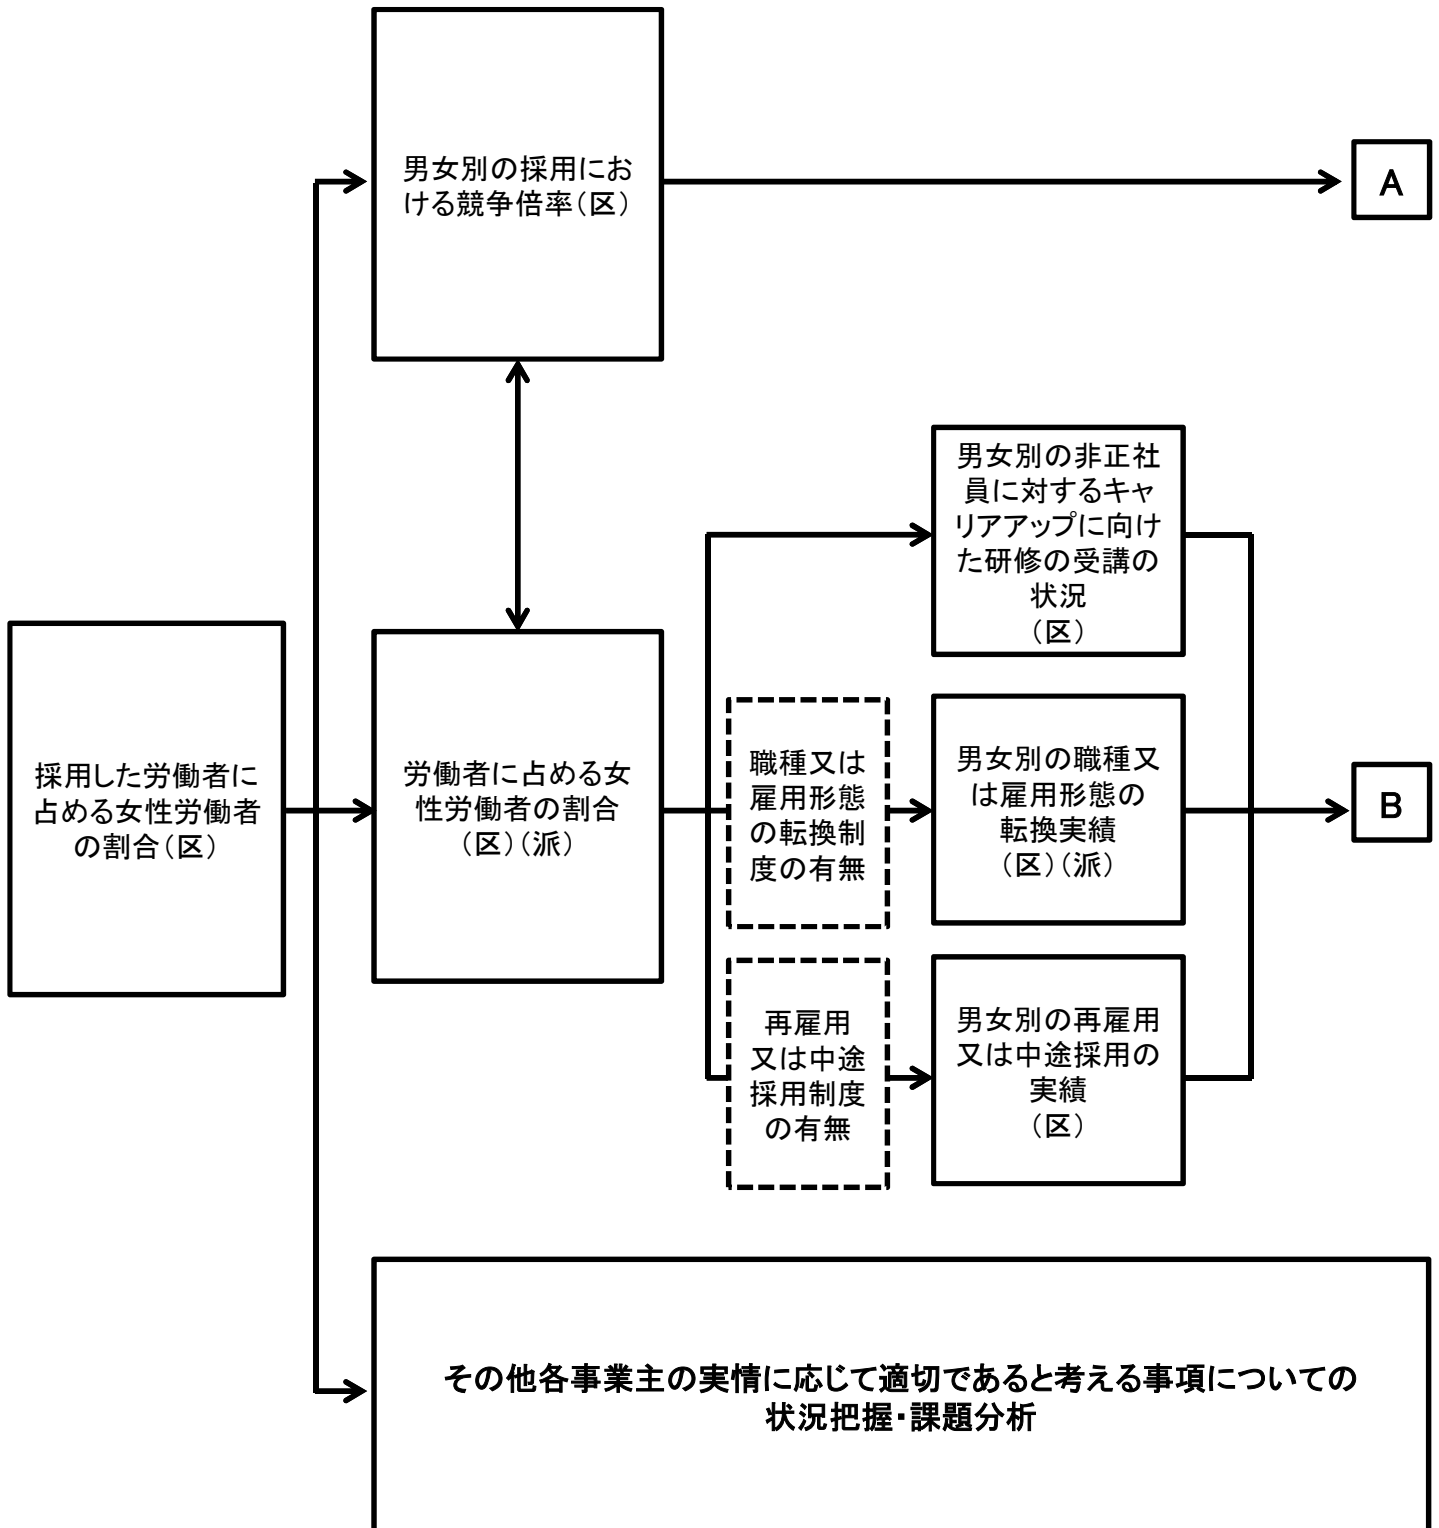 男女別の採用にお
ける競争倍率(区)
A
男女別の非正社
員に対するキャ
リアアップに向け
た研修の受講の
状況
(区)
採用した労働者に
占める女性労働者
の割合(区)
労働者に占める女
性労働者の割合
(区)(派)
職種又は
雇用形態
の転換制
度の有無
男女別の職種又
は雇用形態の
転換実績
(区)(派)
B
再雇用
又は中途
採用制度
の有無
男女別の再雇用
又は中途採用の
実績
(区)
その他各事業主の実情に応じて適切であると考える事項についての
状況把握・課題分析